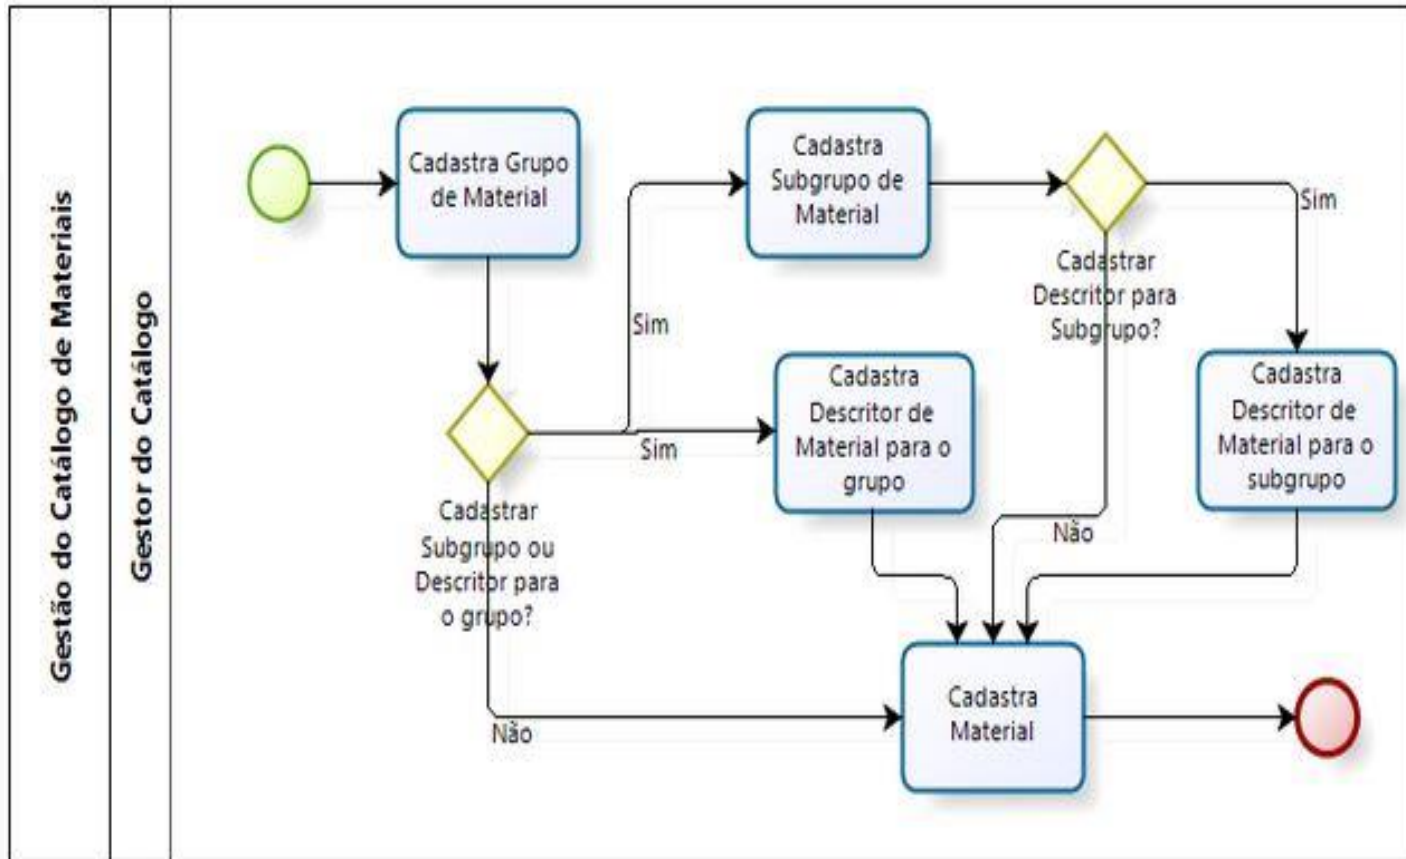 Gestão do Catálogo de Materiais
Gestor do Catálogo
Cadastra Grupo
de Material
Cadastra
Subgrupo de
Material
Sim
Cadastrar
Descritor para
Subgrupo?
Sim
Cadastra
Descritor de
Material para o
grupo
Cadastra
Descritor de
Material para o
subgrupo
Sim
Cadastrar
Subgrupo ou
Descritor para
o grupo?
Não
Cadastra
Material
Não